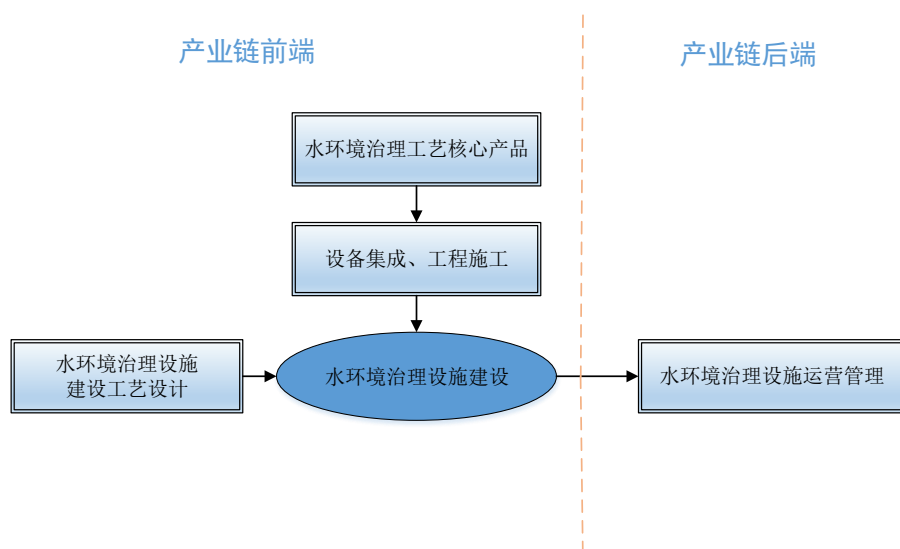 产业链前端
产业链后端
水环境治理工艺核心产品
设备集成、工程施工
水环境治理设施
建设工艺设计
水环境治理设施建设
水环境治理设施运营管理